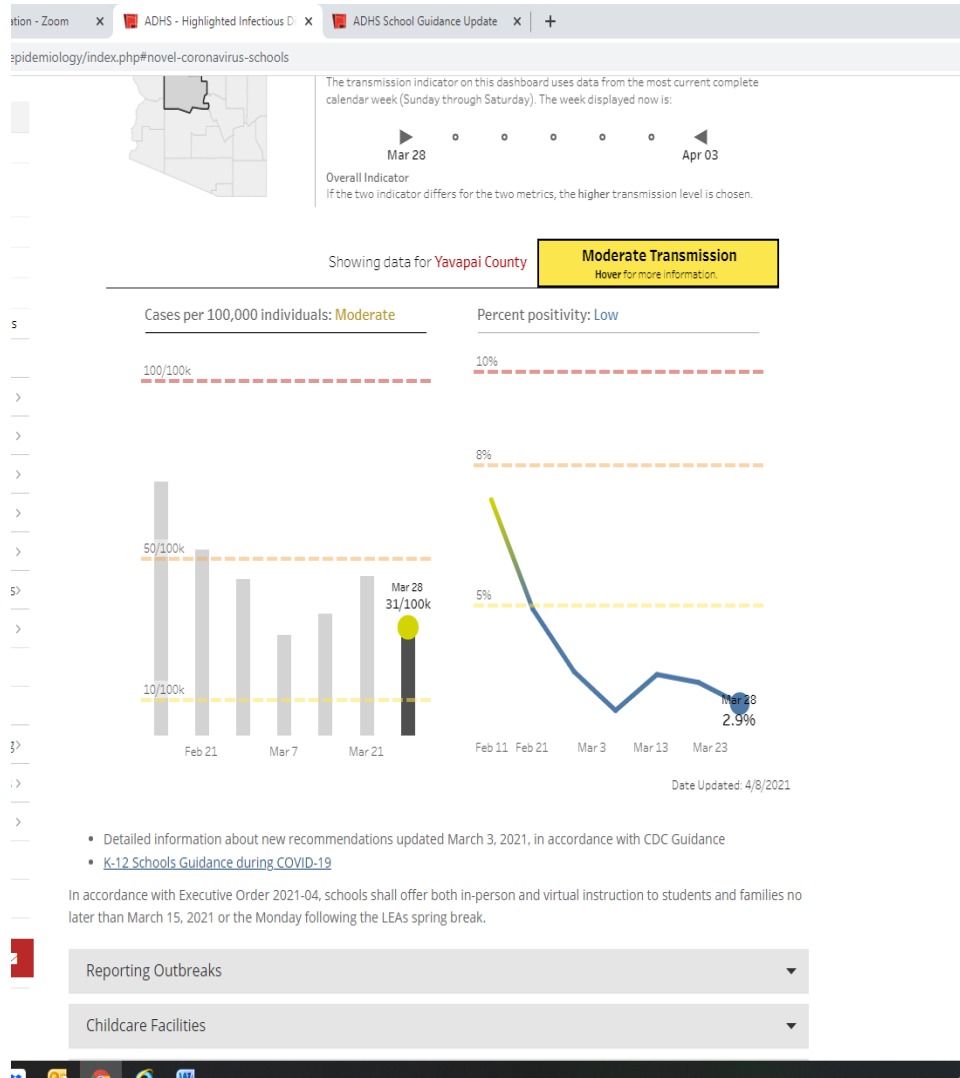 ation - Zoom
ADHS - Highlighted Infectious Di
ADHS School Guidance Update
epidemiology/index.php#novel-coronavirus-schools
The transmission indicator on this dashboard uses data from the most current complete
calendar week (Sunday through Saturday). The week displayed now is:
Mar 28
Apr 03
Overall Indicator
If the two indicator differs for the two metrics, the higher transmission level is chosen.
Showing data for Yavapai County
Moderate Transmission
Hover for more information.
Cases per 100,000 individuals: Moderate
100/100k
50/100k
10/100k
Mar 28
31/100k
Feb 21
Mar 7
Mar 21
Percent positivity: Low
10%
8%
5%
Mar 28
2.9%
Feb 11
Feb 21
Mar 3
Mar 13
Mar 23
Date Updated: 4/8/2021
• Detailed information about new recommendations updated March 3, 2021, in accordance with CDC Guidance
• K-12 Schools Guidance during COVID-19
In accordance with Executive Order 2021-04, schools shall offer both in-person and virtual instruction to students and families no
later than March 15, 2021 or the Monday following the LEAs spring break.
Reporting Outbreaks
Childcare Facilities